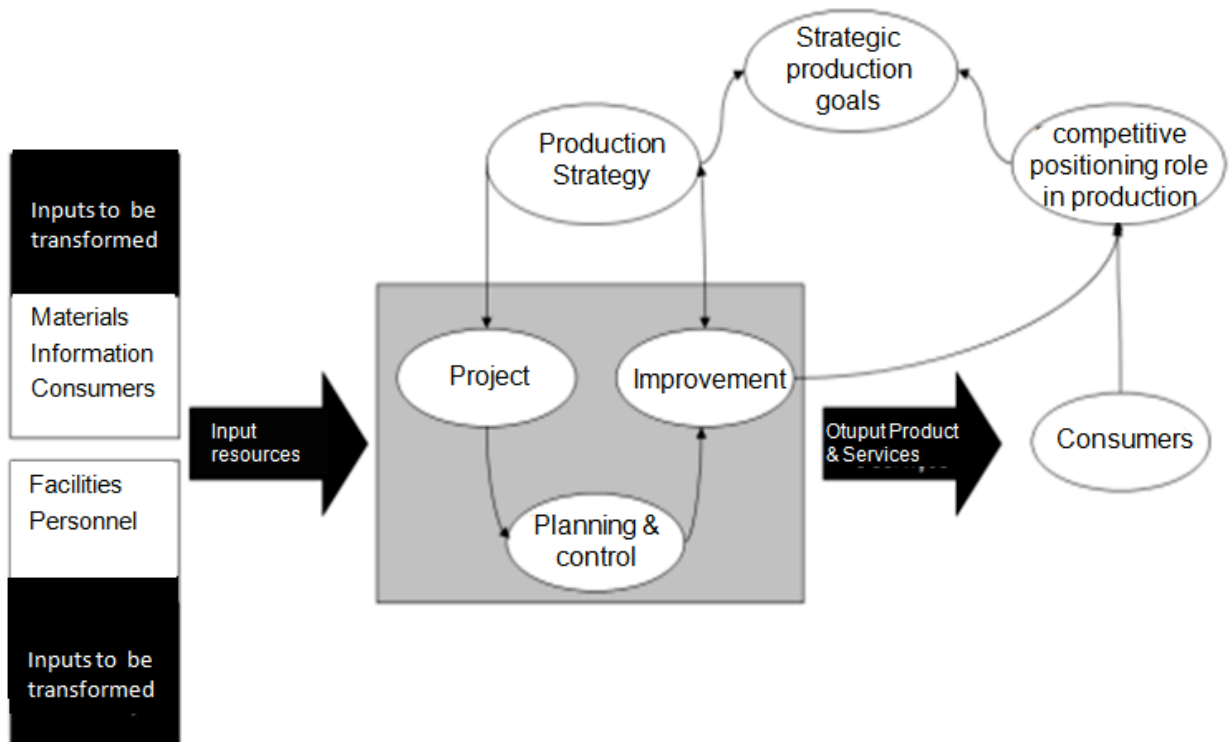 Strategic
production
goals
Production
Strategy
competitive
positioning role
in production
Inputs to be
transformed
Materials
Information
Consumers
Project
Improvement
Input
resources
Otuput Product
& Services
Consumers
Facilities
Personnel
Planning &
control
Inputs to be
transformed